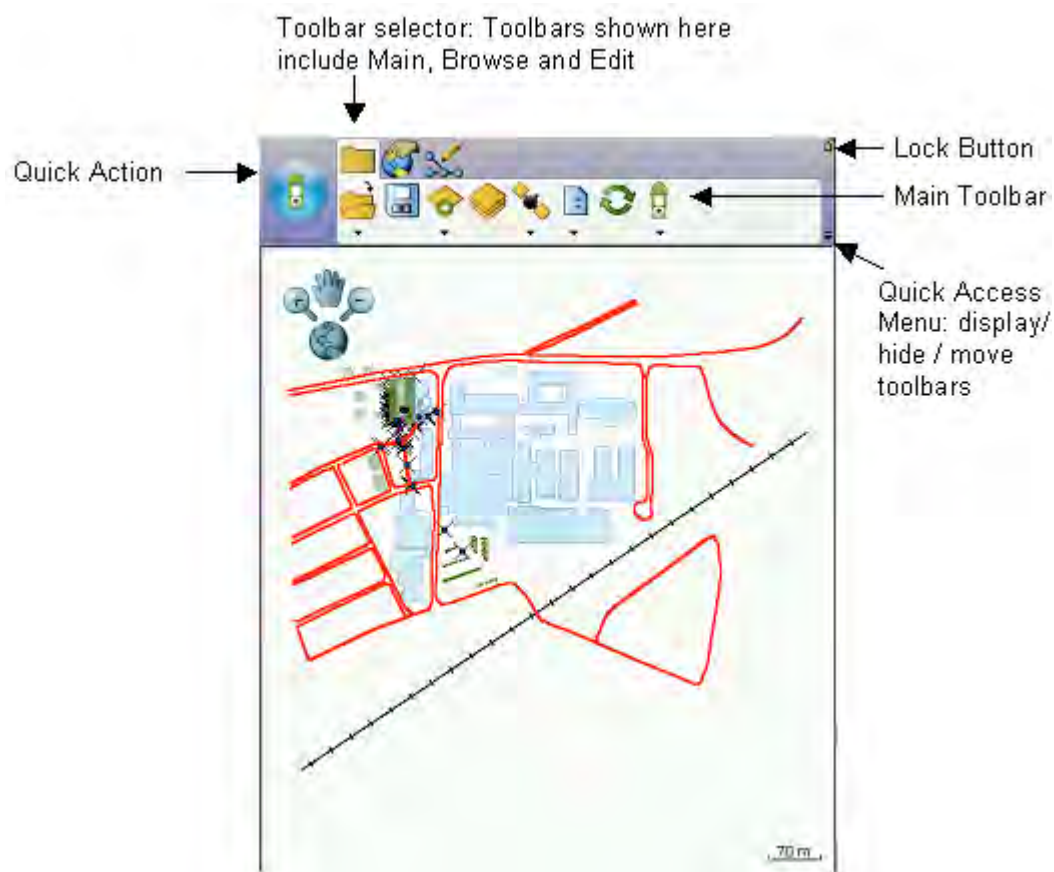 Toolbar selector: Toolbars shown here
include Main, Browse and Edit
Quick Action
Lock Button
Main Toolbar
Quick Access
Menu: display/
hide / move
toolbars
70 m